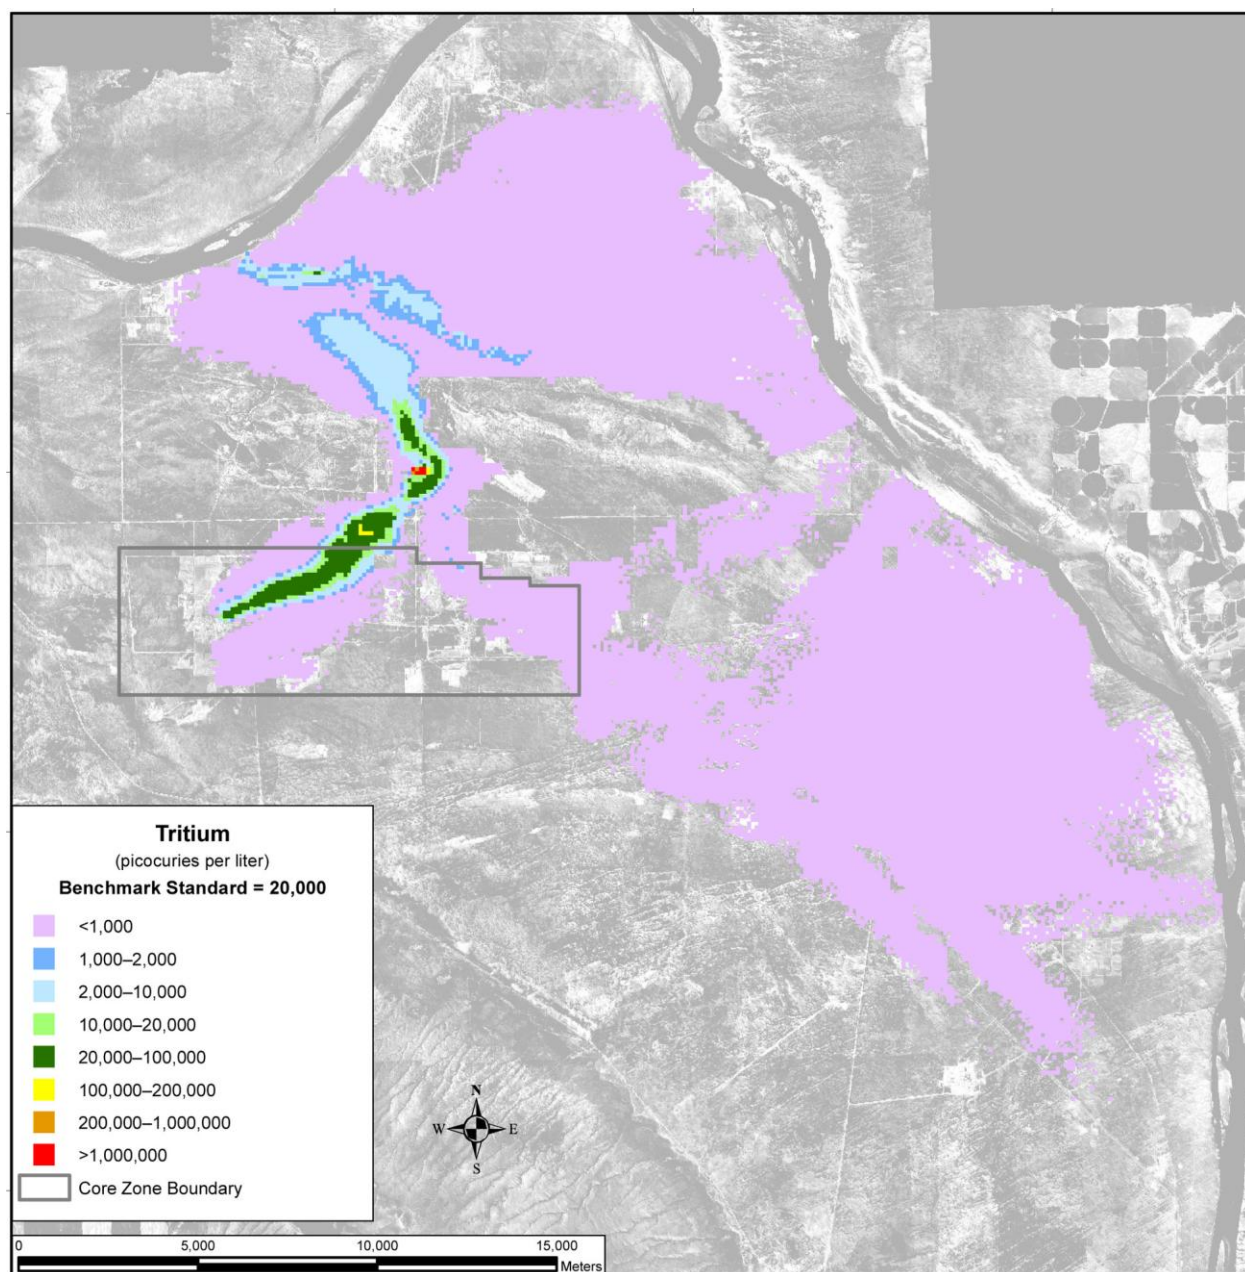 N
W E
S
Tritium
(picocuries per liter)
Benchmark Standard = 20,000
<1,000
1,000–2,000
2,000–10,000
10,000–20,000
20,000–100,000
100,000–200,000
200,000–1,000,000
>1,000,000
Core Zone Boundary
0 5,000 10,000 15,000
Meters